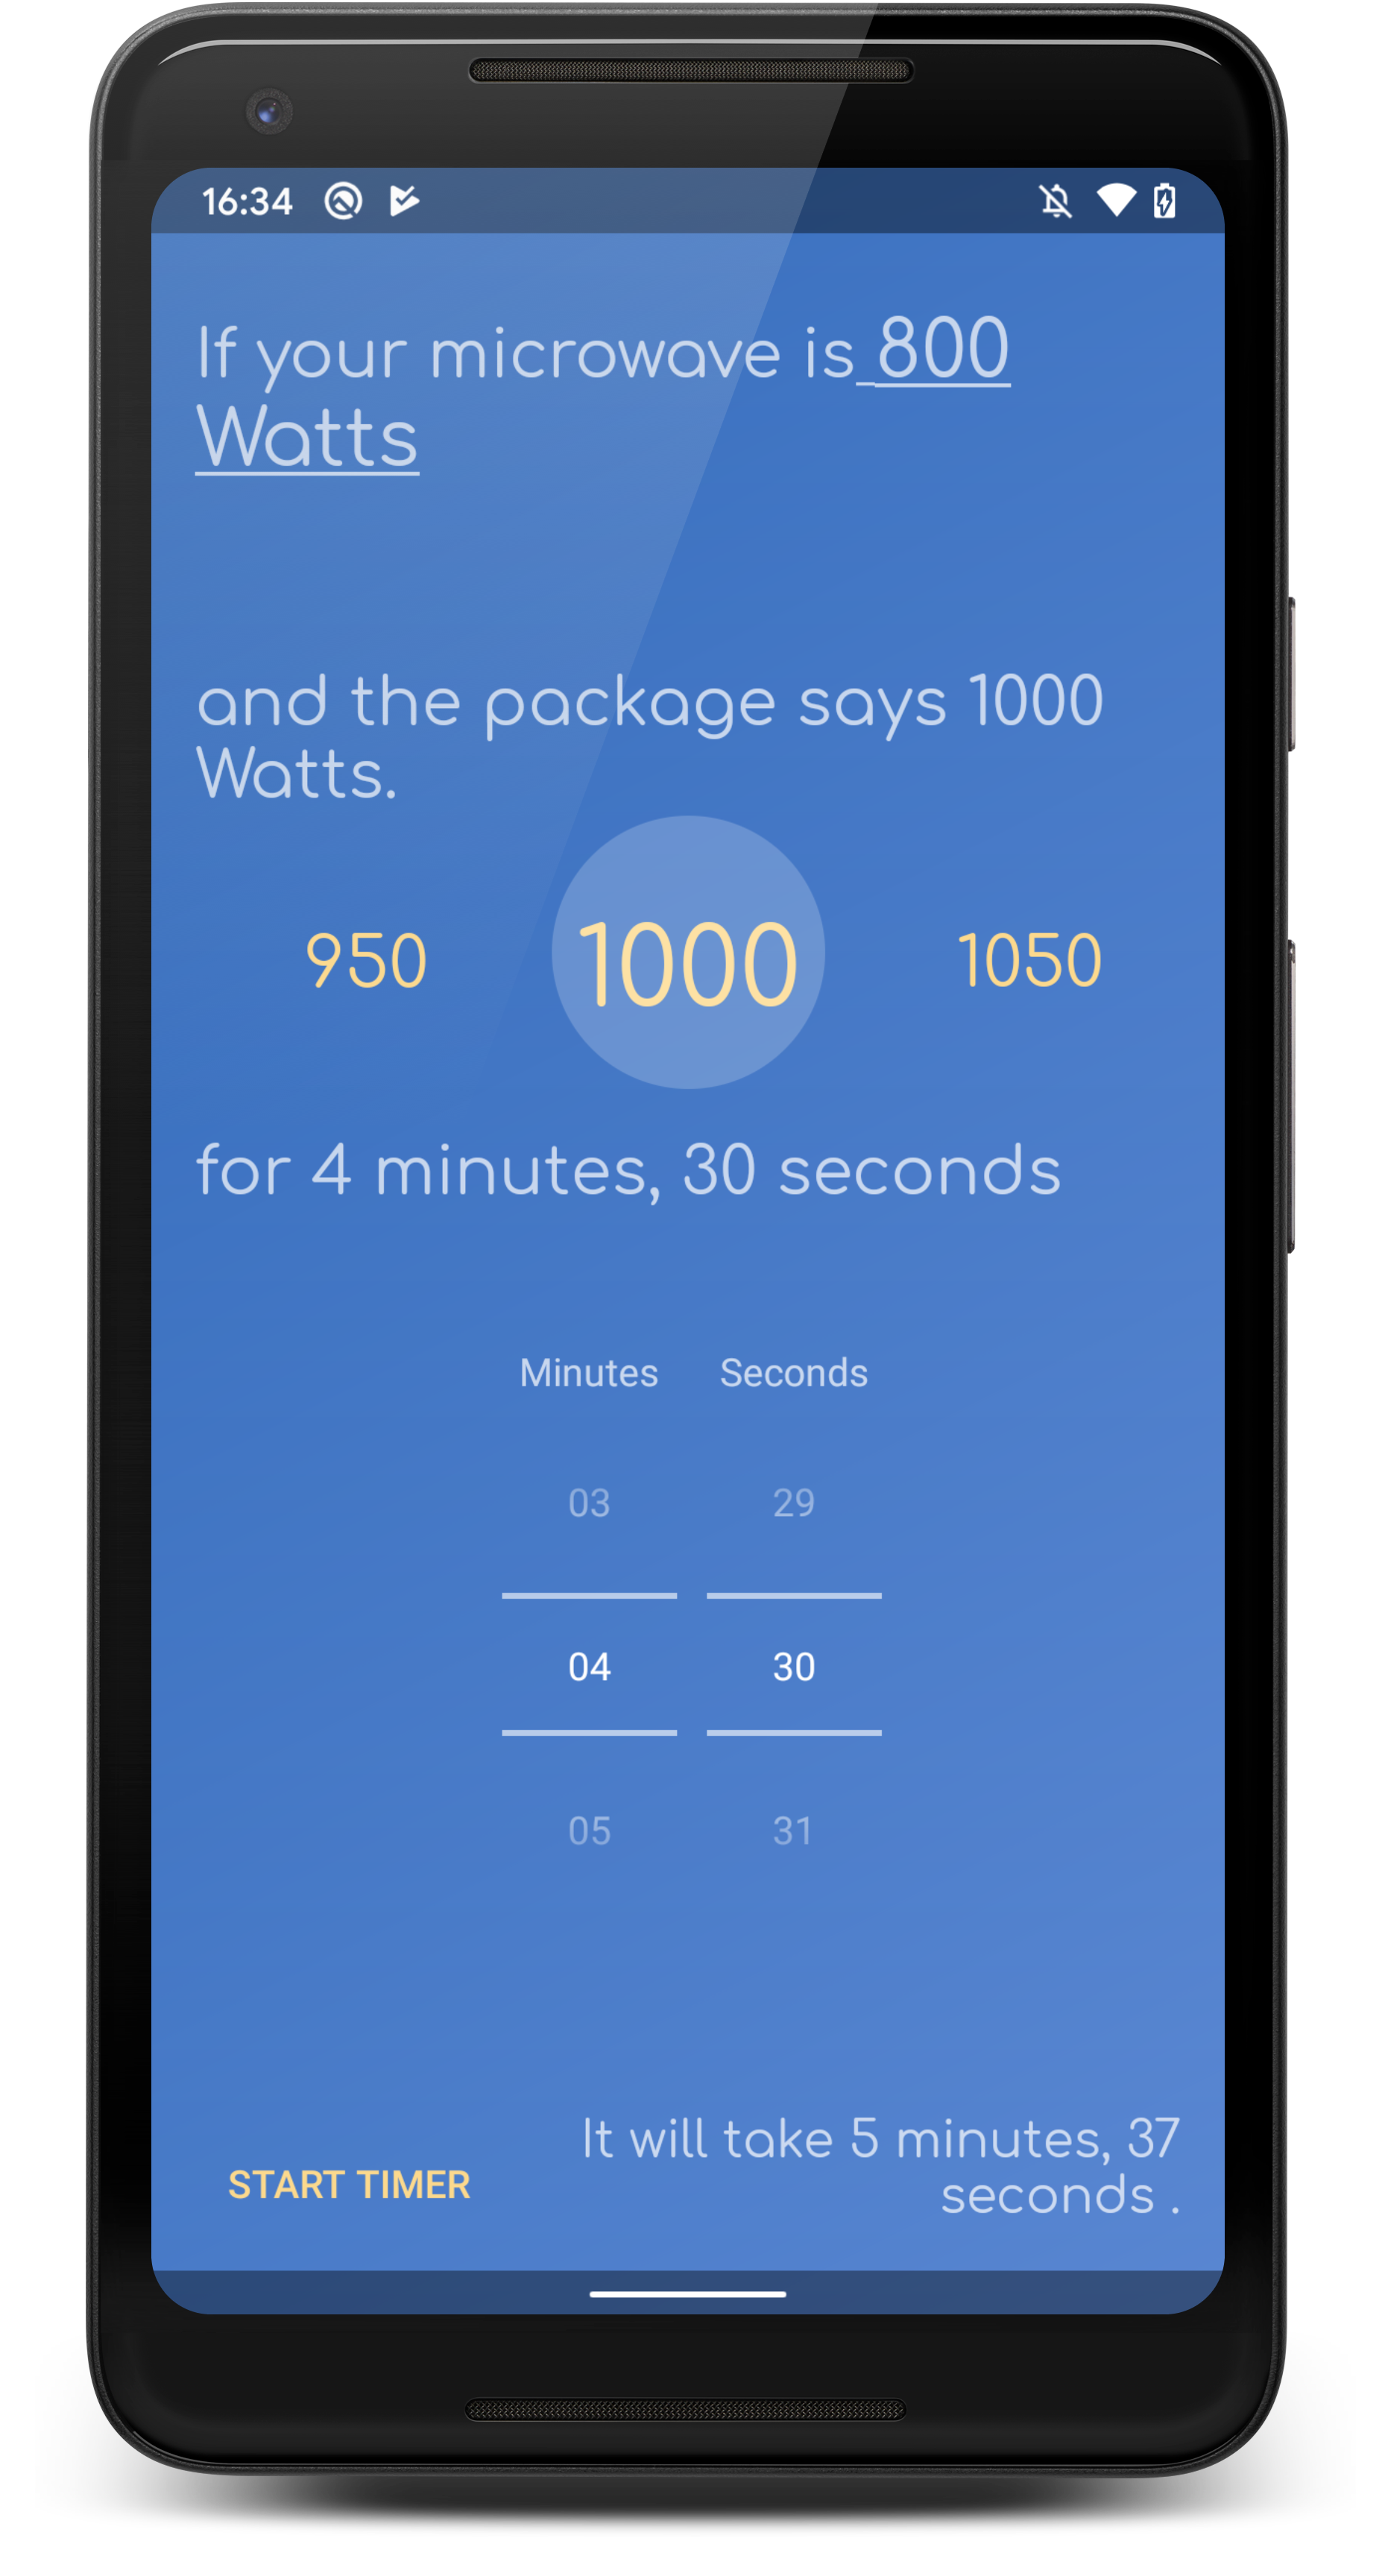 16:34
If your microwave is 800
Watts
and the package says 1000
Watts.
950 1000 1050
for 4 minutes, 30 seconds
Minutes Seconds
03 29
04 30
05 31
It will take 5 minutes, 37
START TIMER
seconds .